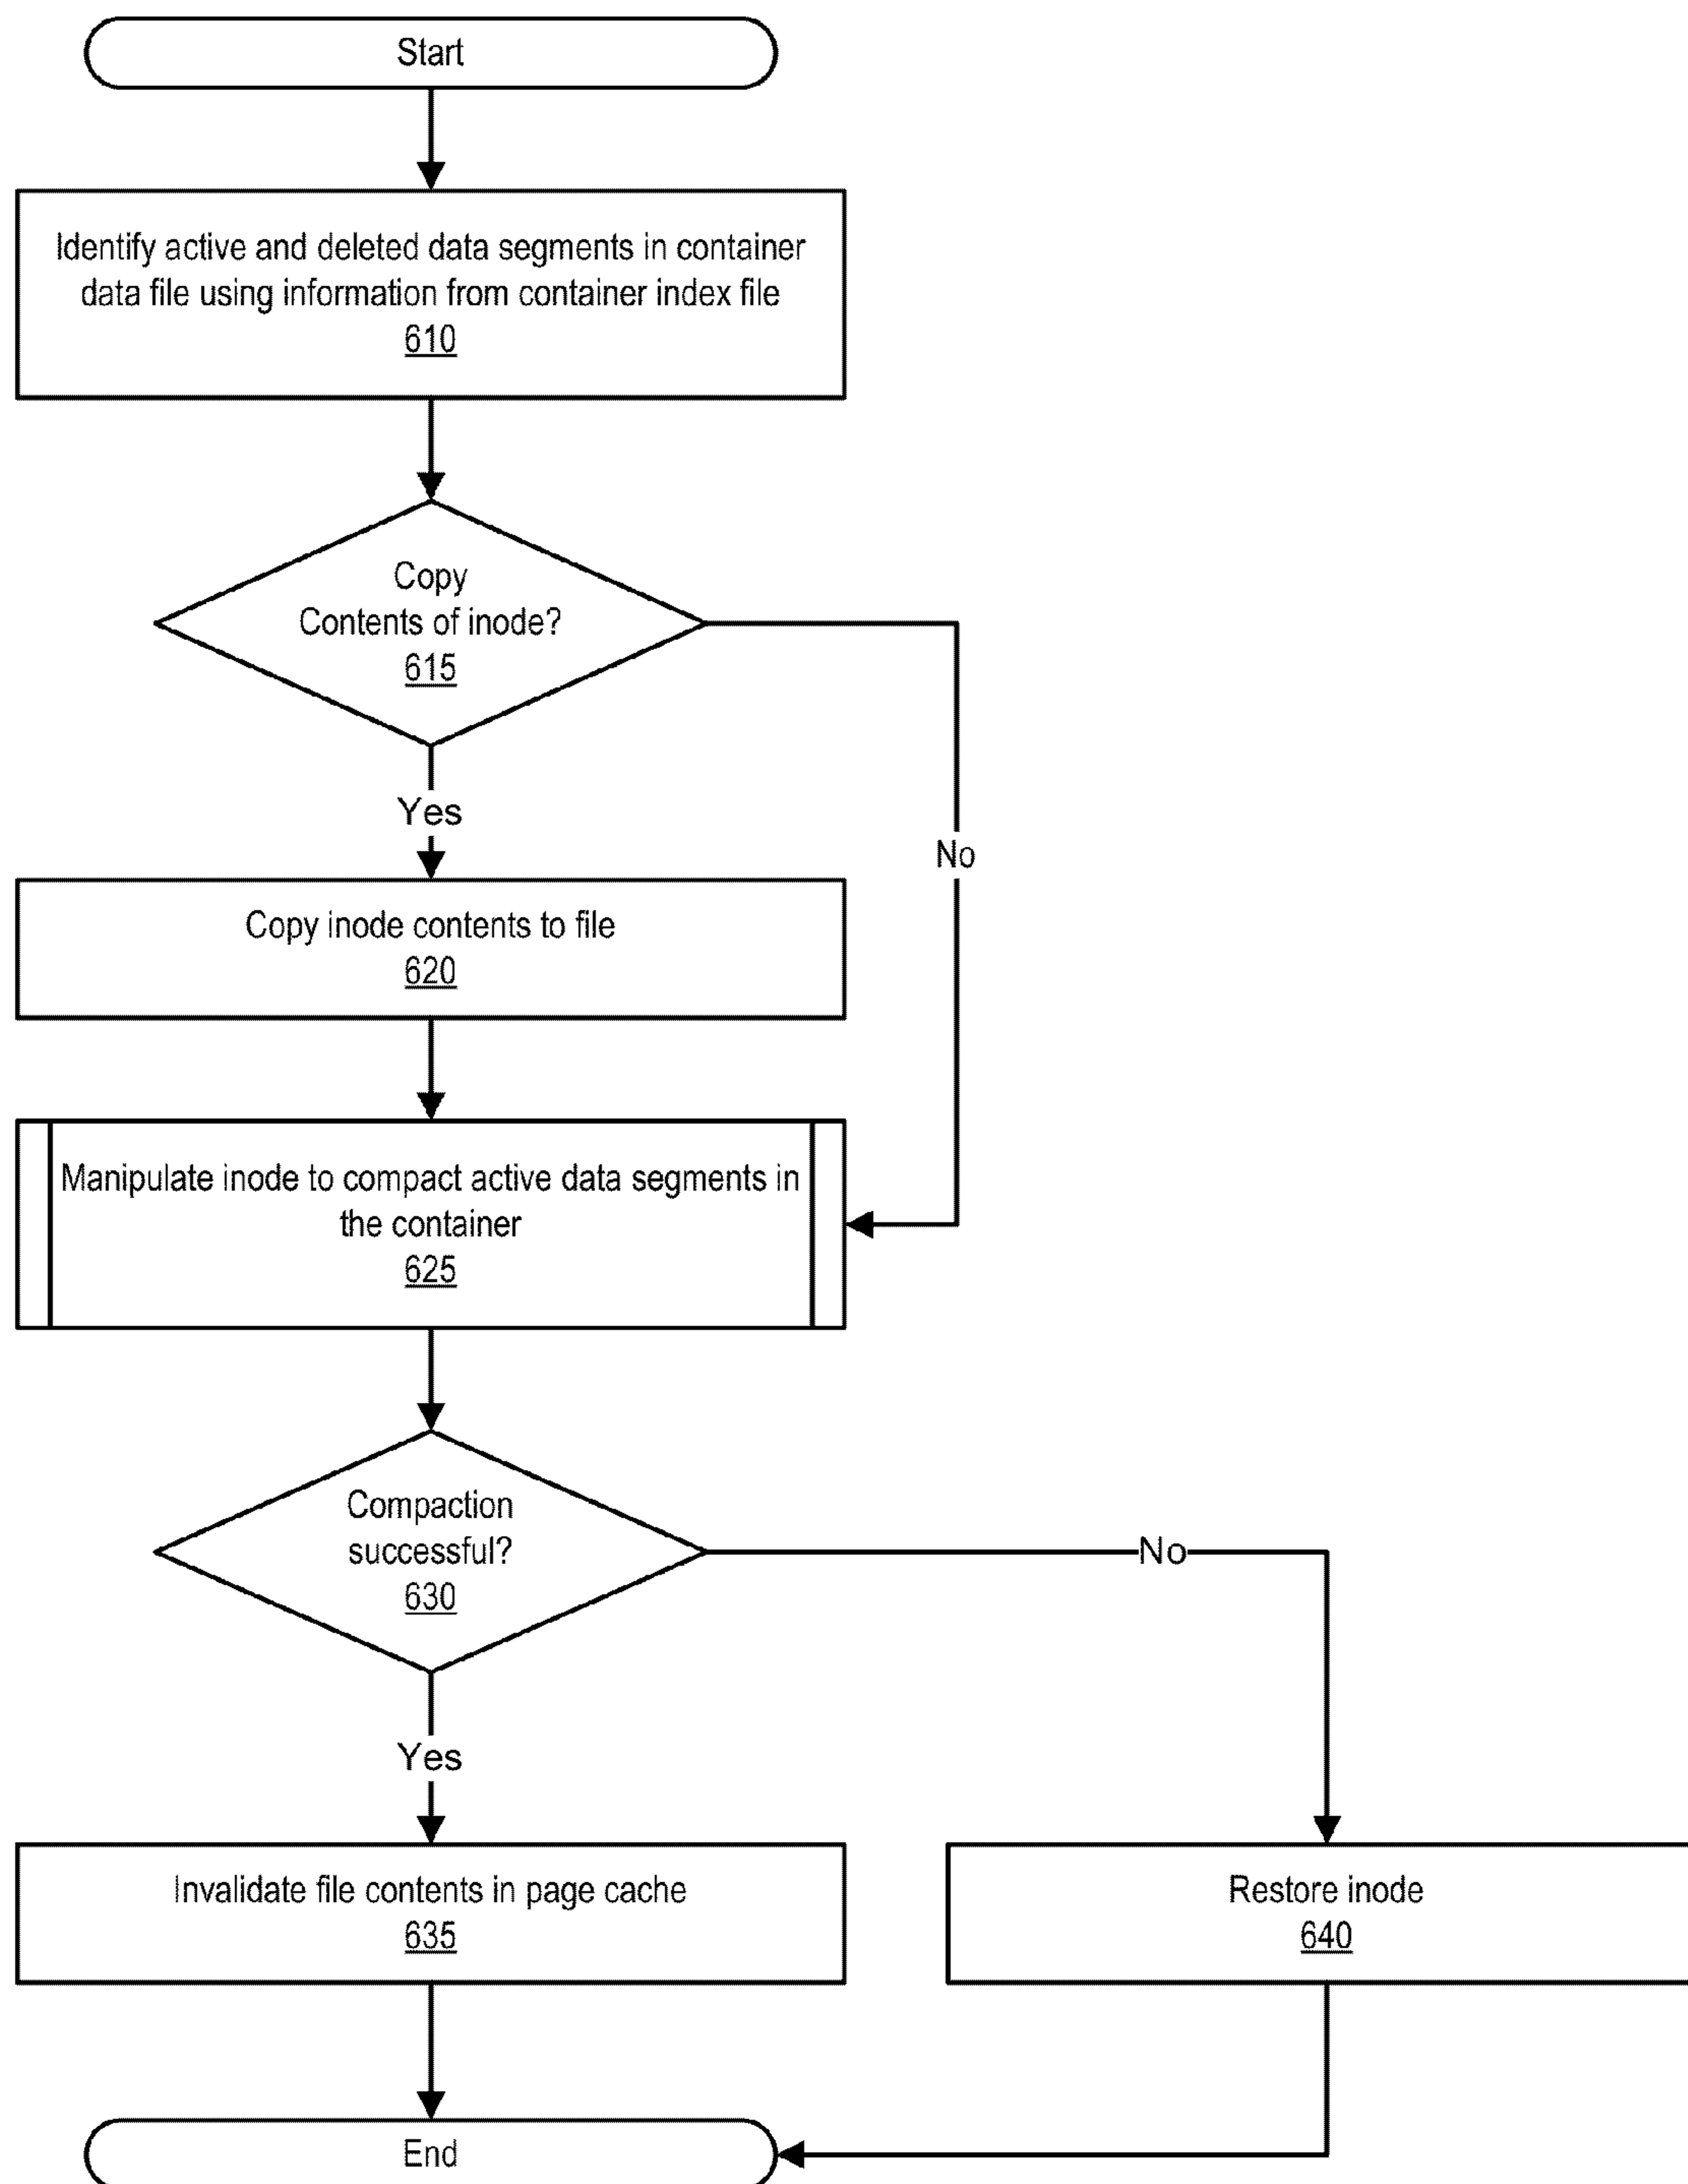 Start
Identify active and deleted data segments in container
data file using information from container index file
610
Copy
Contents of inode?
615
Yes
No
Copy inode contents to file
620
Manipulate inode to compact active data segments in
the container
625
Compaction
successful?
630
No
Yes
Invalidate file contents in page cache
635
Restore inode
640
End